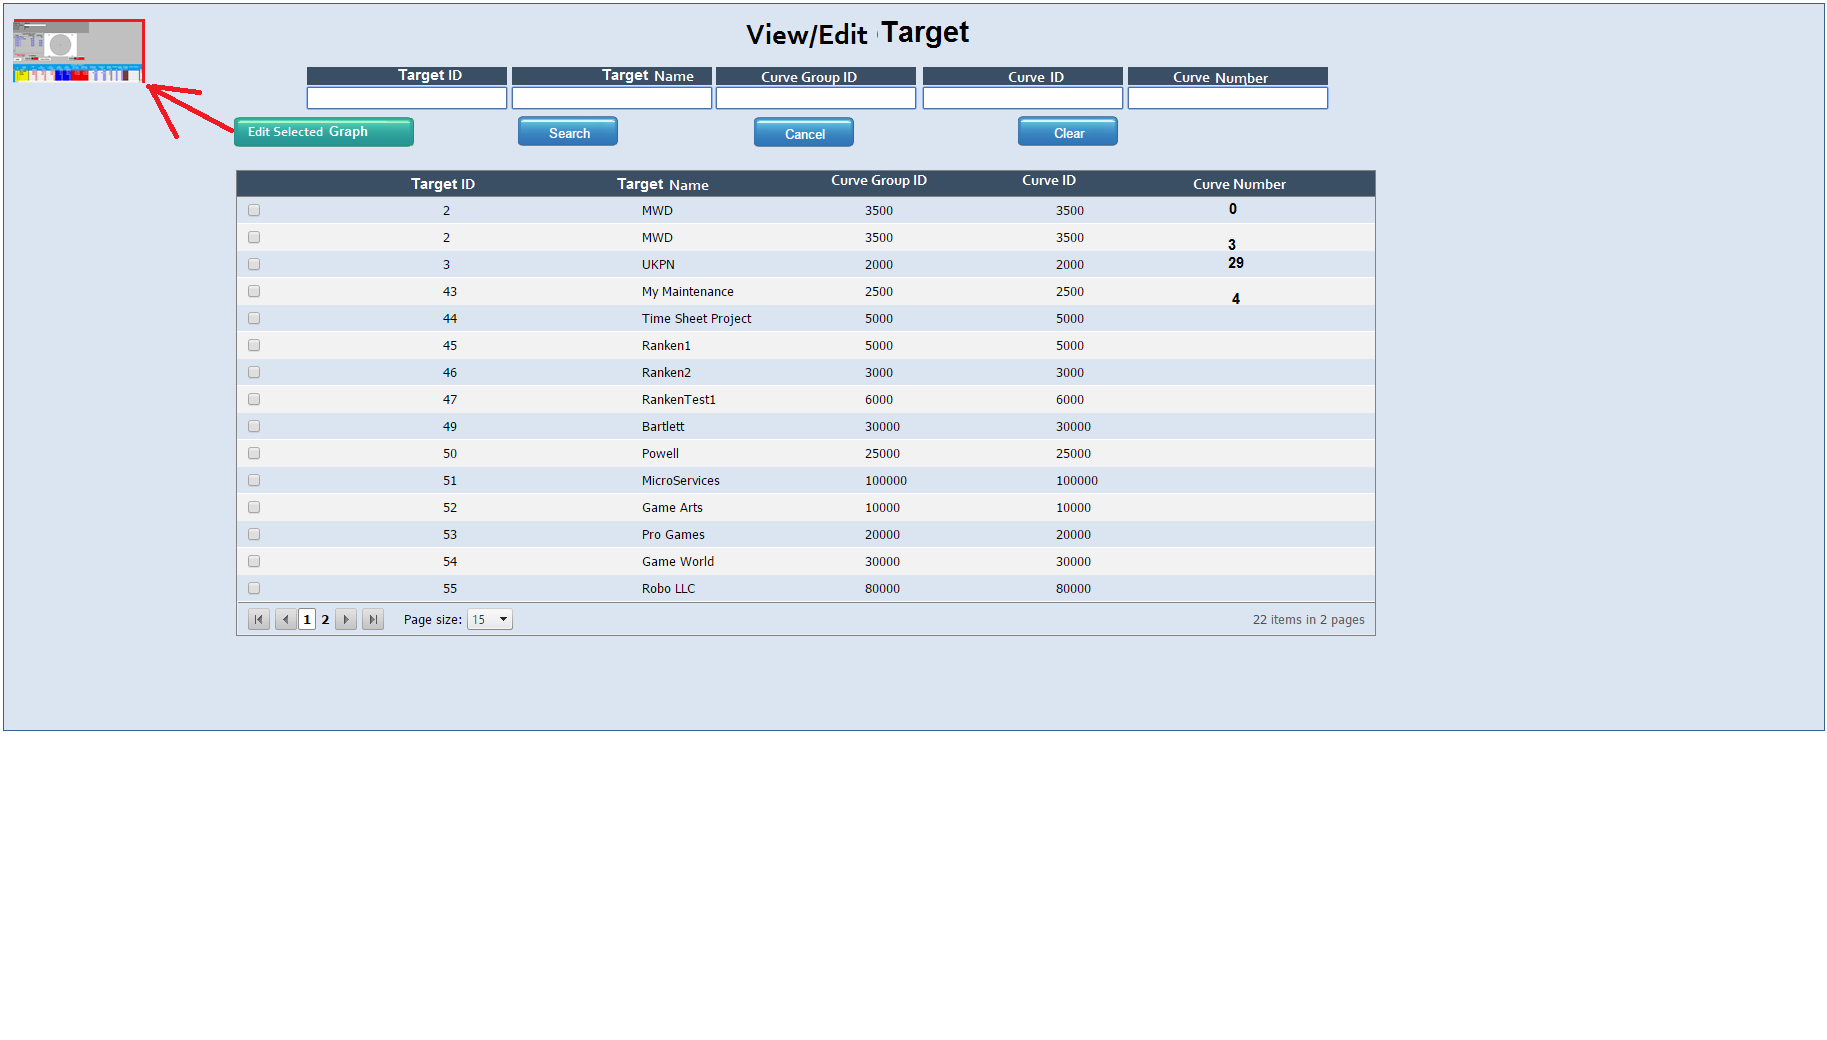 View/Edit Target
Target ID Target Name Curve Group ID Curve ID Curve Number
Edit Selected Graph Search Cancel Clear
Target ID Target Name Curve Group ID Curve ID Curve Number
2 MWD 3500 3500 0
2 MWD 3500 3500 3
3 UKPN 2000 2000 29
43 My Maintenance 2500 2500 4
44 Time Sheet Project 5000 5000
45 Ranken1 5000 5000
46 Ranken2 3000 3000
47 RankenTest1 6000 6000
49 Bartlett 30000 30000
50 Powell 25000 25000
51 MicroServices 100000 100000
52 Game Arts 10000 10000
53 Pro Games 20000 20000
54 Game World 30000 30000
55 Robo LLC 80000 80000
1 2 Page size: 15 22 items in 2 pages